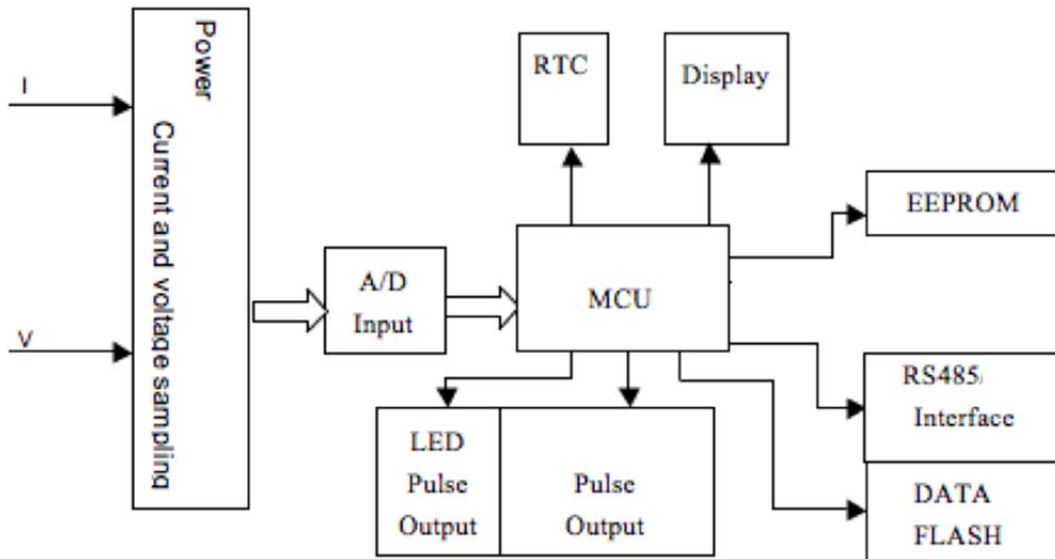 I
V
Power
Current and voltage sampling
A/D
Input
MCU
RTC
Display
EEPROM
RS485/
Interface
DATA
FLASH
LED
Pulse
Output
Pulse
Output